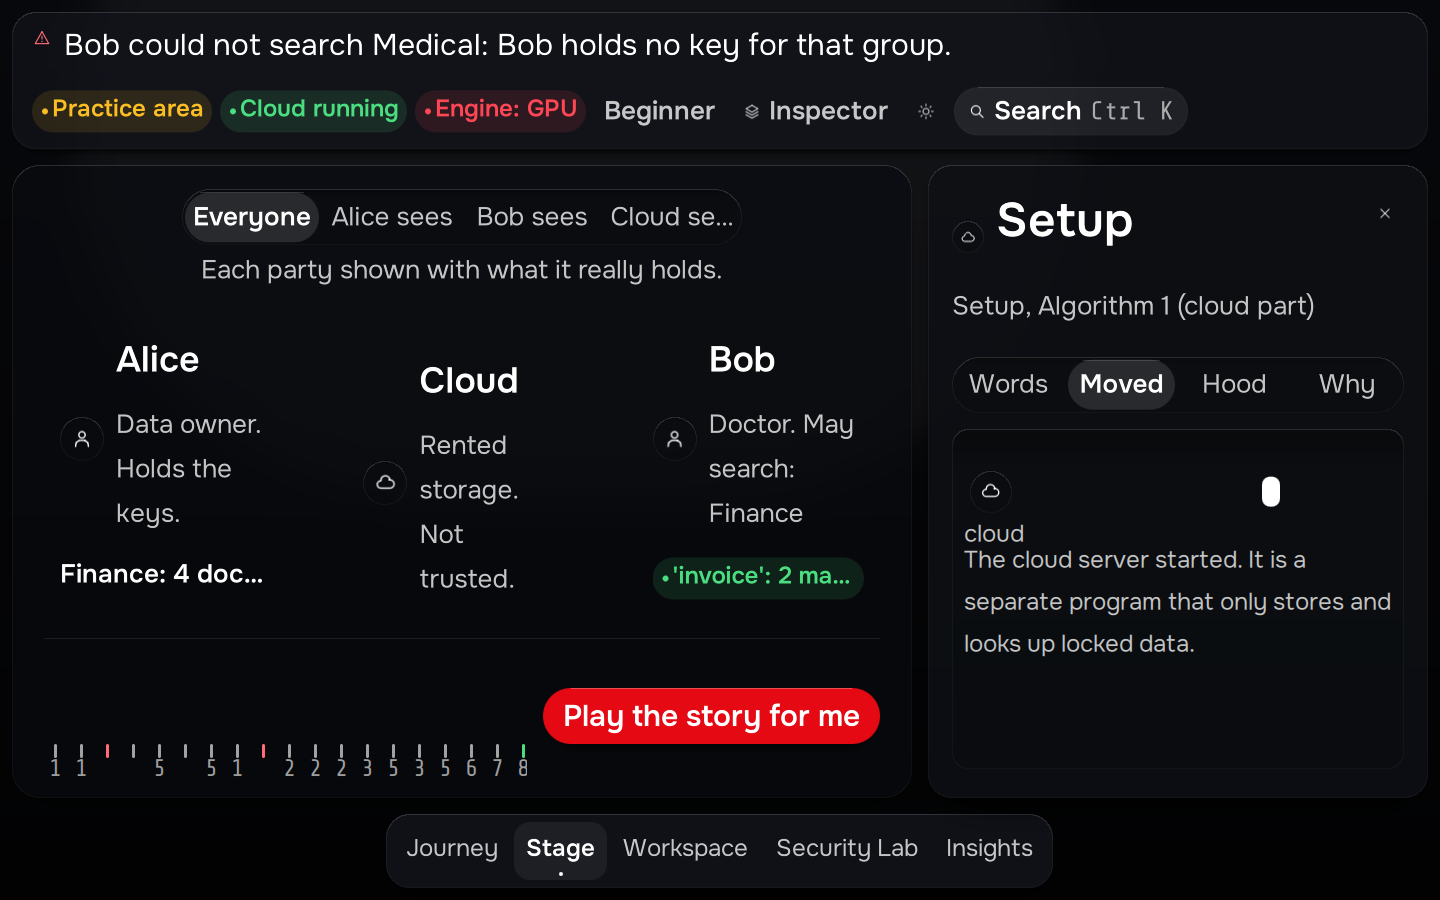 Bob could not search Medical: Bob holds no key for that group.
Practice area
Cloud running
Engine: GPU
Beginner
Inspector
Search Ctrl K
Everyone
Alice sees
Bob sees
Cloud se...
Each party shown with what it really holds.
Alice
Data owner.
Holds the
keys.
Finance: 4 doc...
Cloud
Rented
storage.
Not
trusted.
Bob
Doctor. May
search:
Finance
'invoice': 2 ma...
Play the story for me
1 1 5 5 1 2 2 2 3 5 3 5 6 7 8
Setup
Setup, Algorithm 1 (cloud part)
Words
Moved
Hood
Why
cloud
The cloud server started. It is a
separate program that only stores and
looks up locked data.
Journey
Stage
Workspace
Security Lab
Insights